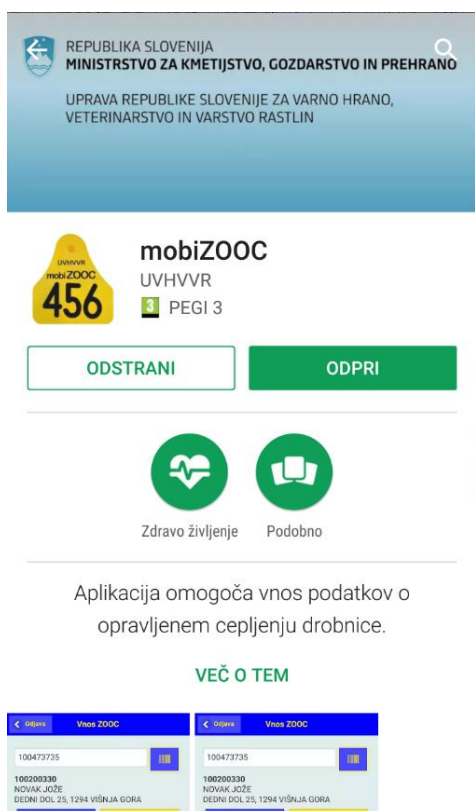 REPUBLIKA SLOVENIJA
MINISTRSTVO ZA KMETIJSTVO, GOZDARSTVO IN PREHRANO
UPRAVA REPUBLIKE SLOVENIJE ZA VARNO HRANO,
VETERINARSTVO IN VARSTVO RASTLIN
UVHVVR
mobiZOOC
456
mobiZOOC
UVHVVR
3 PEGI 3
ODSTRANI
ODPRI
Zdravo življenje
Podobno
Aplikacija omogoča vnos podatkov o
opravljenem cepljenju drobnice.
VEČ O TEM
Odjava
Vnos ZOOC
100473735
100200330
NOVAK JOŽE
DEDNI DOL 25, 1294 VIŠNJA GORA
Odjava
Vnos ZOOC
100473735
100200330
NOVAK JOŽE
DEDNI DOL 25, 1294 VIŠNJA GORA